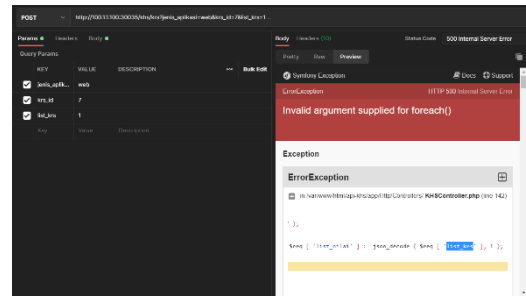 POST
http://100.11.100.30035/khs/krs?jenis_aplikasi=web&krs_id=7&list_krs=1 ...
Params
Headers
Body
Query Params
KEY
VALUE
DESCRIPTION
Bulk Edit
jenis_aplik...
web
krs_id
7
list_krs
1
Key
Value
Description
Body
Headers (10)
Status Code
500 Internal Server Error
Pretty
Raw
Preview
Symfony Exception
Docs
Support
ErrorException
HTTP 500 Internal Server Error
Invalid argument supplied for foreach()
Exception
ErrorException
in /var/www/html/api-khs/app/Http/Controllers/KHSController.php (line 142)
' );
$req [ 'list_nilai' ] = json_decode ( $req [ 'list_krs' ], 1 );